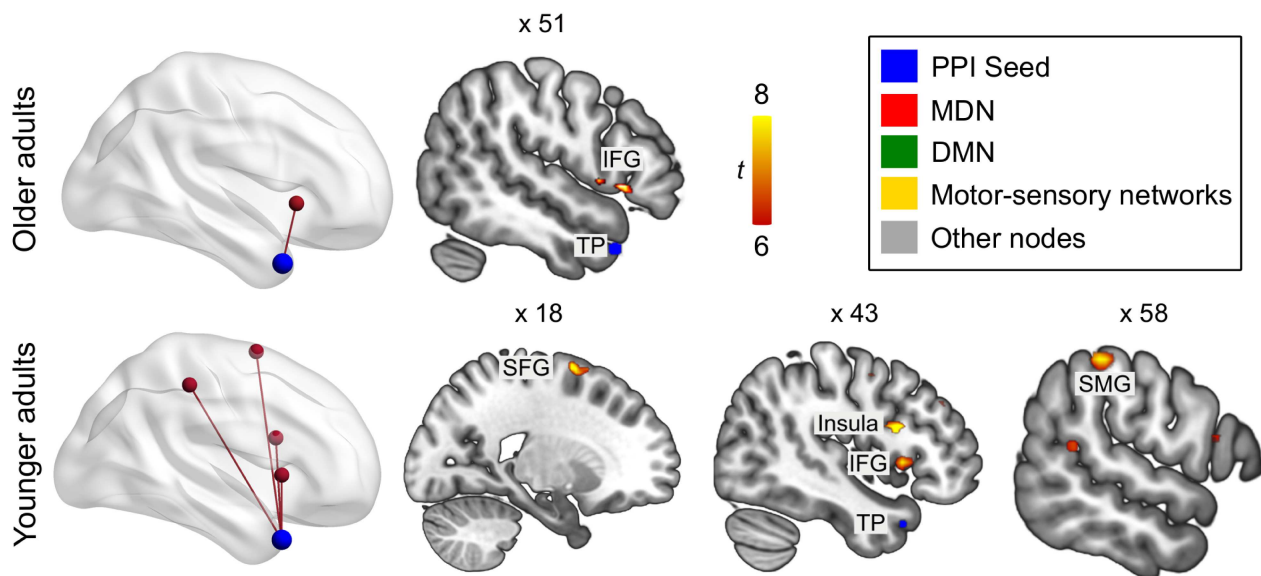 Older adults
x 51
IFG
TP
8
t
6
PPI Seed
MDN
DMN
Motor-sensory networks
Other nodes
Younger adults
x 18
SFG
x 43
Insula
IFG
TP
x 58
SMG